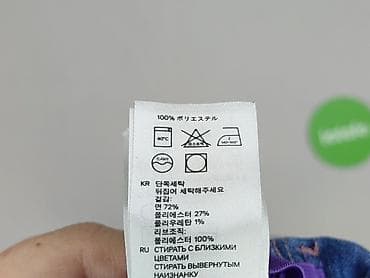 100% ポリエステル
KR 단독세탁
뒤집어 세탁해주세요
겉감:
면 72%
폴리에스터 27%
폴리우레탄 1%
리브조직:
폴리에스터 100%
RU СТИРАТЬ С БЛИЗКИМИ
ЦВЕТАМИ
СТИРАТЬ ВЫВЕРНУТЫМ
НАИЗНАНКУ